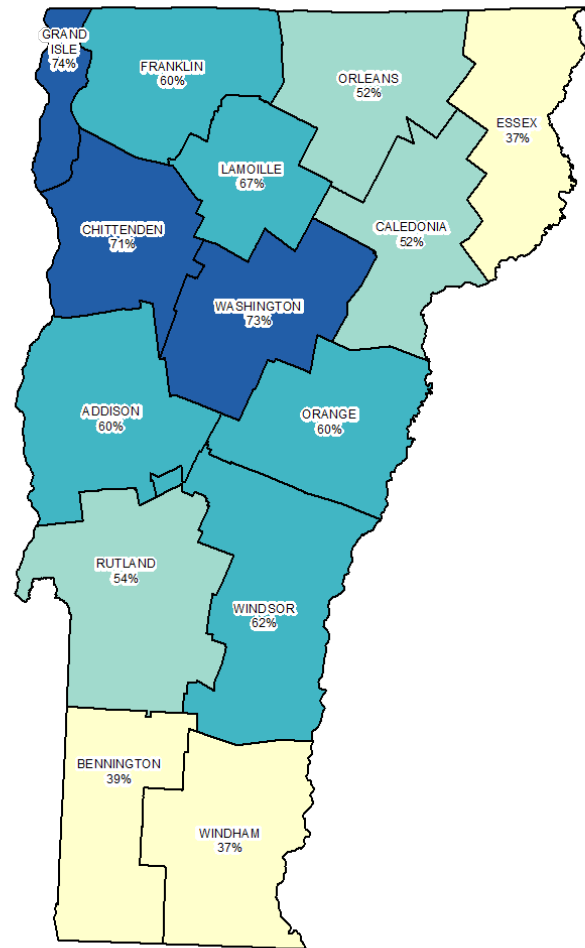 GRAND
ISLE
74%
FRANKLIN
60%
ORLEANS
52%
ESSEX
37%
LAMOILLE
67%
CHITTENDEN
71%
CALEDONIA
52%
WASHINGTON
73%
ADDISON
60%
ORANGE
60%
RUTLAND
54%
WINDSOR
62%
BENNINGTON
39%
WINDHAM
37%